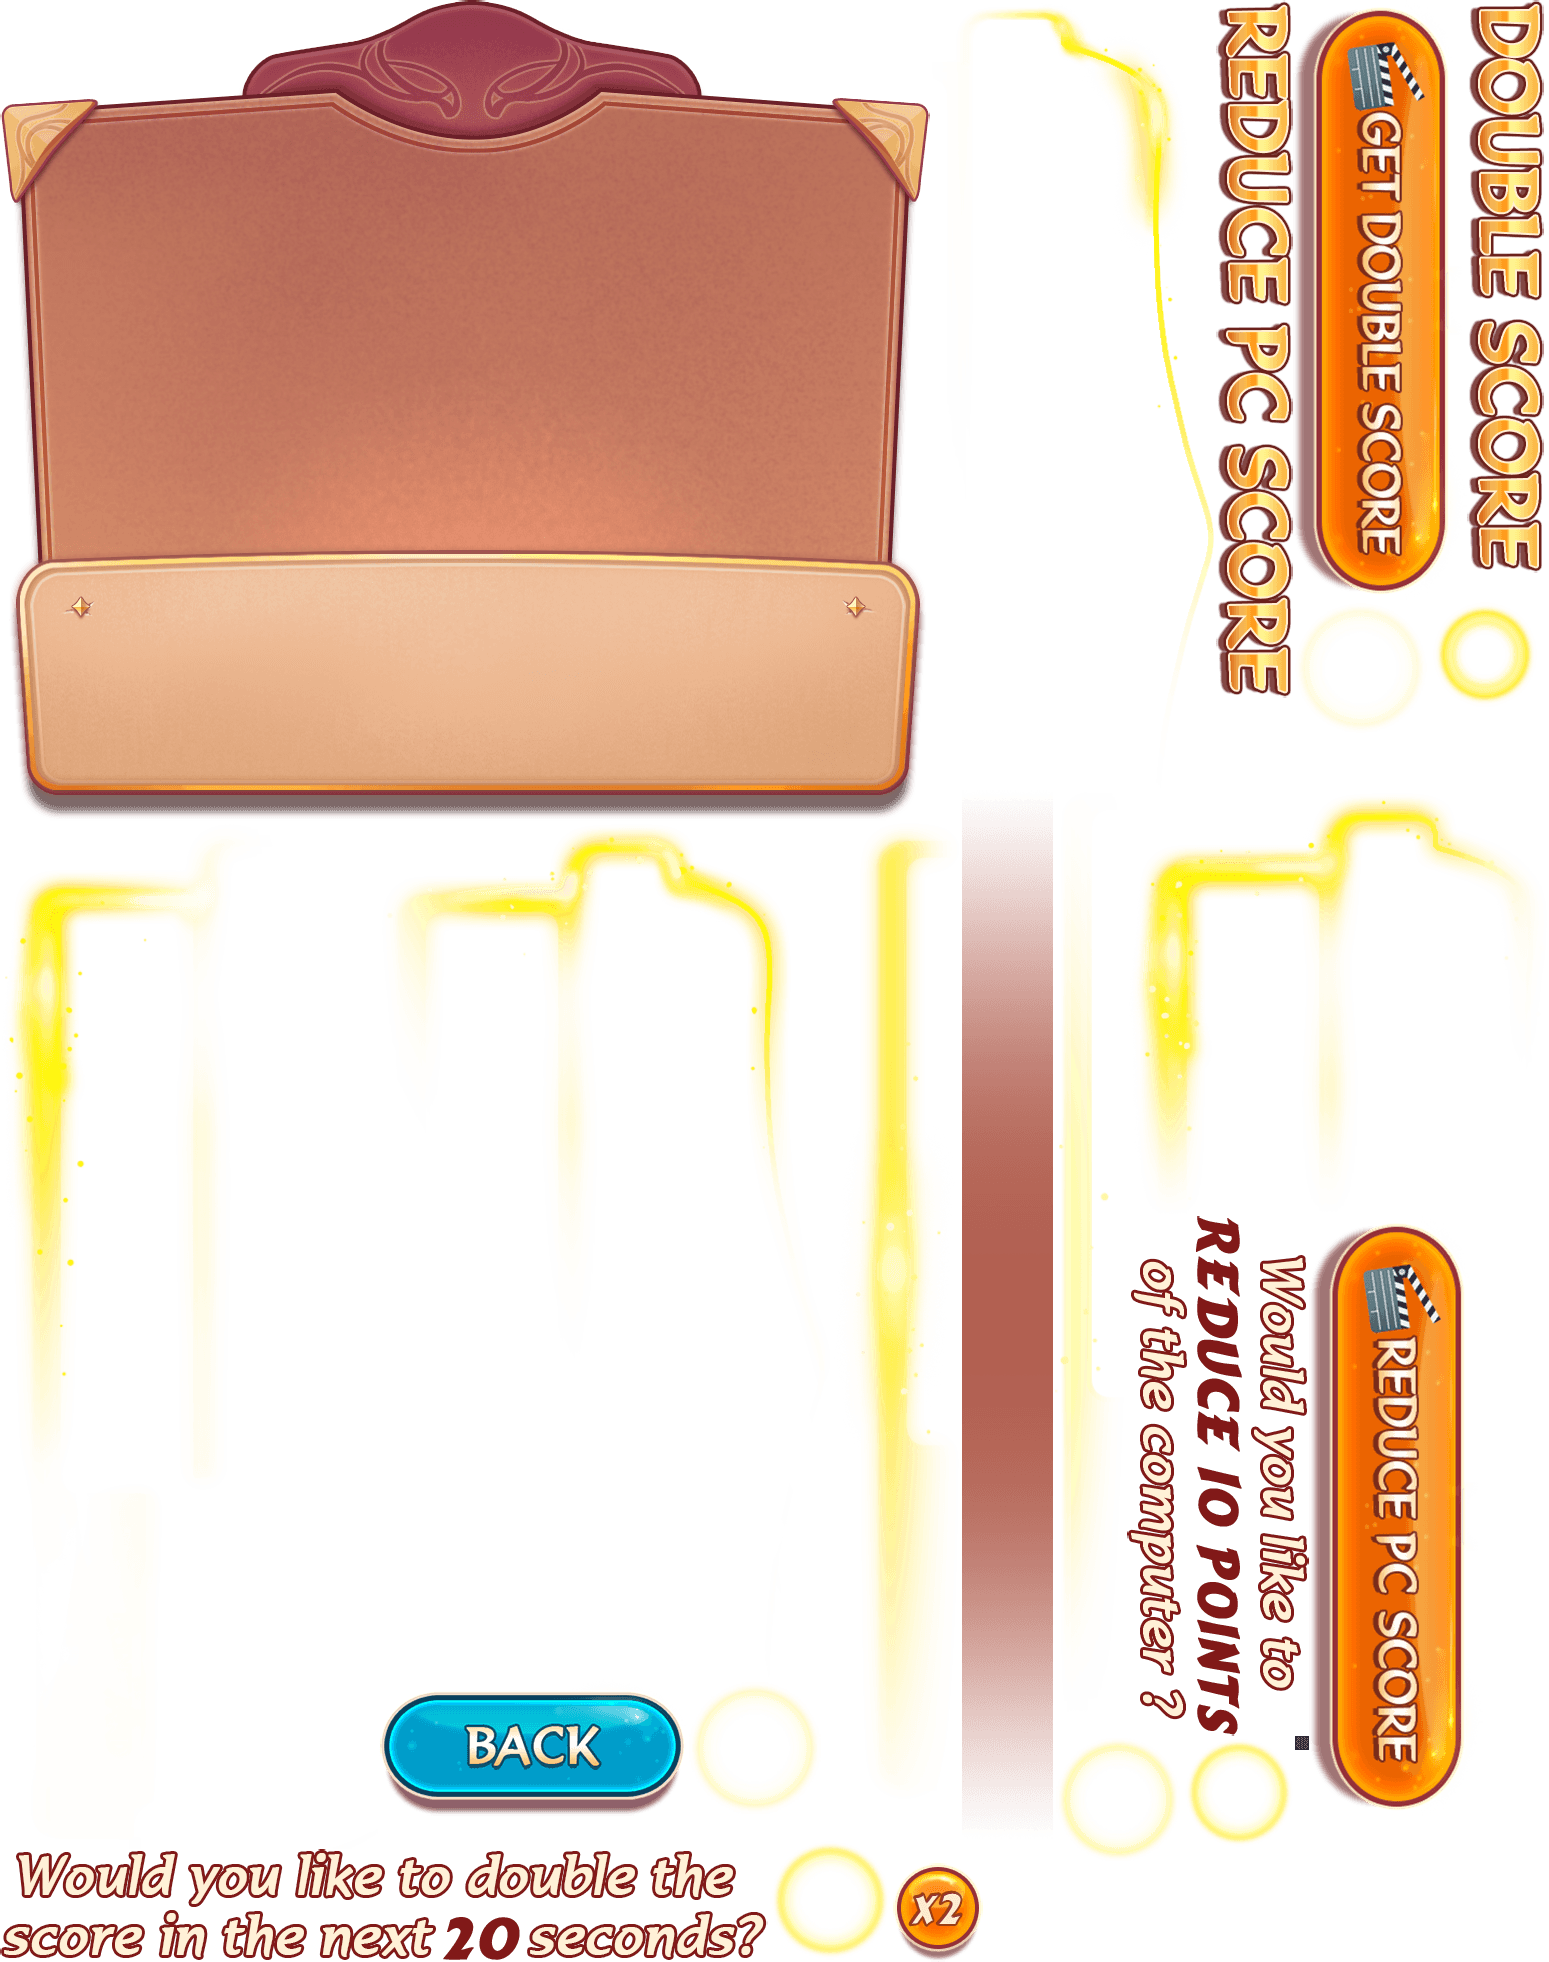 DOUBLE SCORE
GET DOUBLE SCORE
REDUCE PC SCORE
REDUCE PC SCORE
Would you like to
REDUCE 10 POINTS
of the computer ?
BACK
Would you like to double the
score in the next 20 seconds?
x2